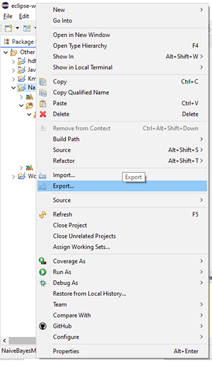 eclipse-w
File Edit
Package
Othe
hdf
Jav
Km
Na
Wo
NaiveBayesM
New
Go Into
Open in New Window
Open Type Hierarchy F4
Show In Alt+Shift+W
Show in Local Terminal
Copy Ctrl+C
Copy Qualified Name
Paste Ctrl+V
Delete Delete
Remove from Context Ctrl+Alt+Shift+Down
Build Path
Source Alt+Shift+S
Refactor Alt+Shift+T
Import...
Export
Export...
Source
Refresh F5
Close Project
Close Unrelated Projects
Assign Working Sets...
Coverage As
Run As
Debug As
Restore from Local History...
Team
Compare With
GitHub
Configure
Properties Alt+Enter